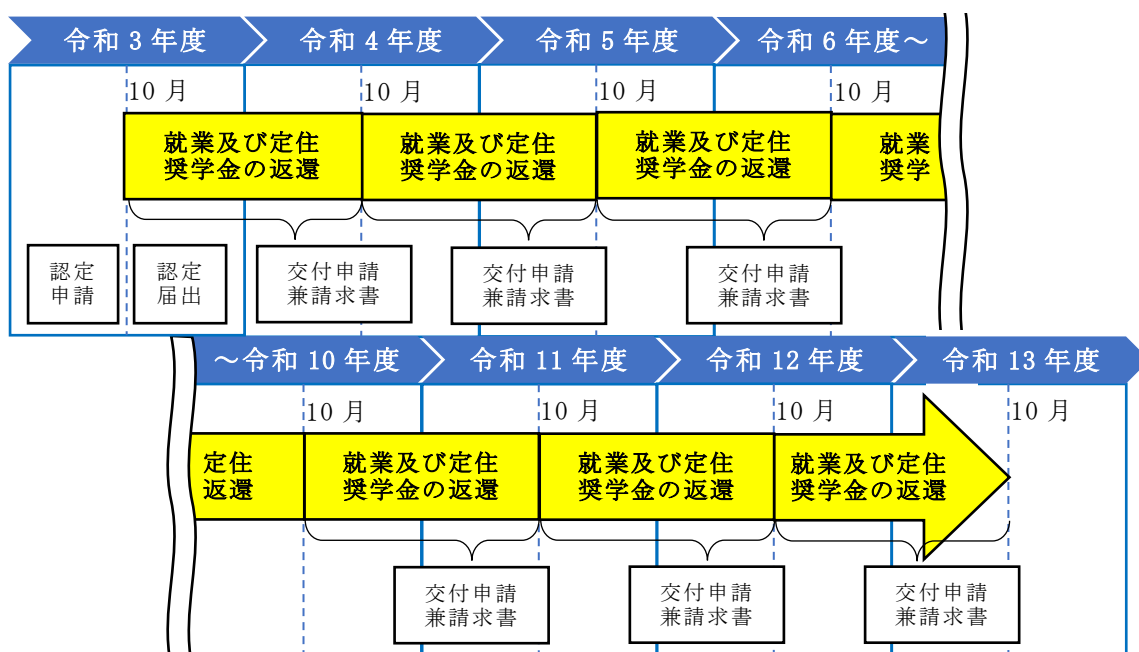 令和 3 年度
令和 4 年度
令和 5 年度
令和 6 年度～
10 月
10 月
10 月
10 月
就業及び定住
奨学金の返還
就業及び定住
奨学金の返還
就業及び定住
奨学金の返還
就業
奨学
認定
申請
認定
届出
交付申請
兼請求書
交付申請
兼請求書
交付申請
兼請求書
～令和 10 年度
令和 11 年度
令和 12 年度
令和 13 年度
10 月
10 月
10 月
10 月
定住
返還
就業及び定住
奨学金の返還
就業及び定住
奨学金の返還
就業及び定住
奨学金の返還
交付申請
兼請求書
交付申請
兼請求書
交付申請
兼請求書